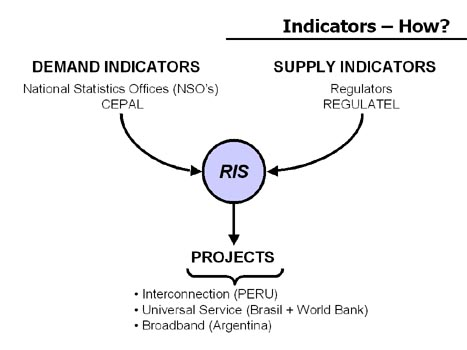 Indicators – How?
DEMAND INDICATORS
National Statistics Offices (NSO's)
CEPAL
SUPPLY INDICATORS
Regulators
REGULATEL
RIS
PROJECTS
• Interconnection (PERU)
• Universal Service (Brasil + World Bank)
• Broadband (Argentina)